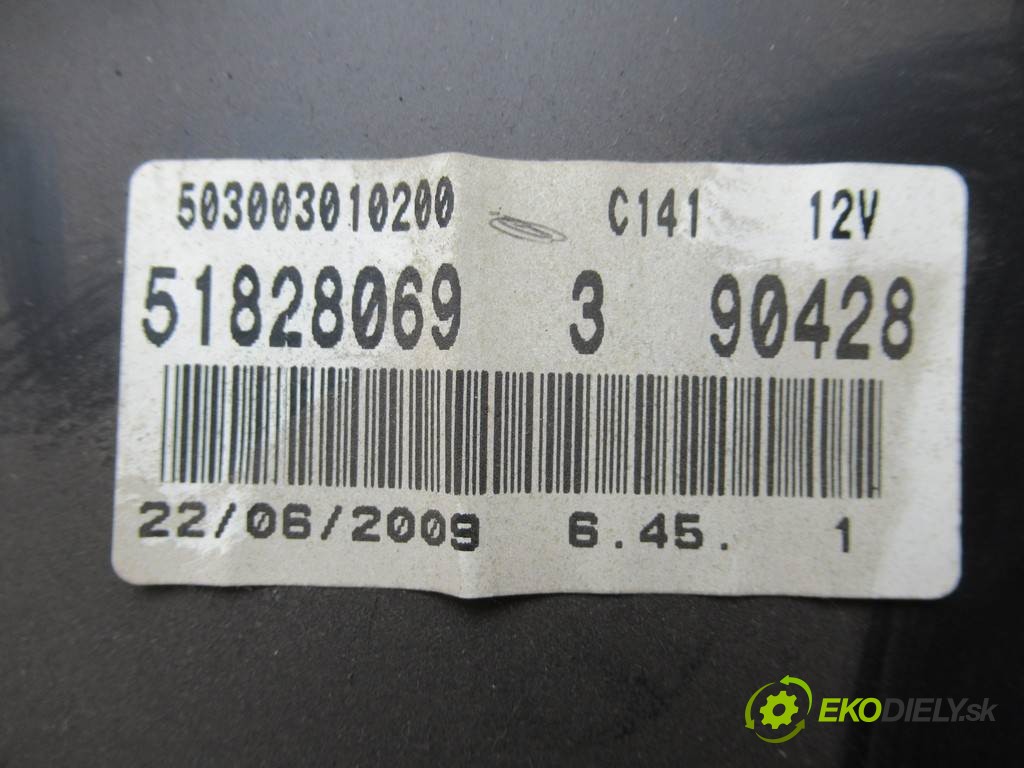 503003010200 C141 12V
51828069 3 90428
22/06/2009 6.45. 1
EKODIELY.sk